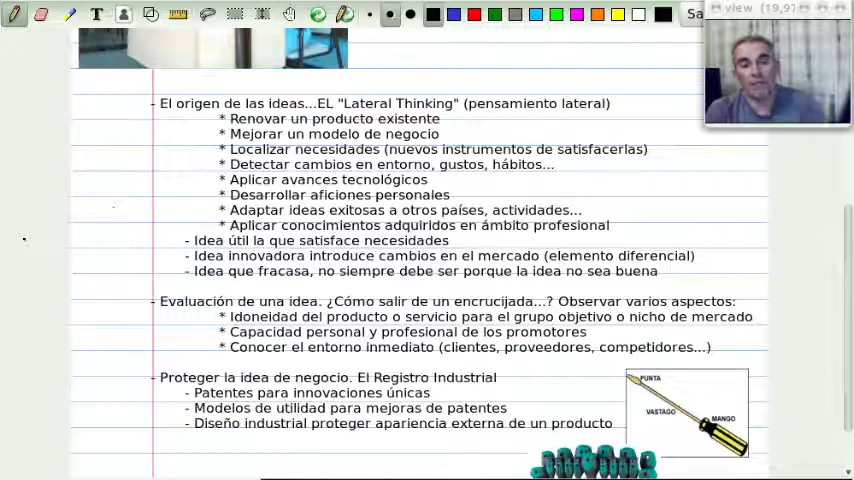 T
Sa
view (19,97
- El origen de las ideas...EL "Lateral Thinking" (pensamiento lateral)
* Renovar un producto existente
* Mejorar un modelo de negocio
* Localizar necesidades (nuevos instrumentos de satisfacerlas)
* Detectar cambios en entorno, gustos, hábitos...
* Aplicar avances tecnológicos
* Desarrollar aficiones personales
* Adaptar ideas exitosas a otros países, actividades...
* Aplicar conocimientos adquiridos en ámbito profesional
- Idea útil la que satisface necesidades
- Idea innovadora introduce cambios en el mercado (elemento diferencial)
- Idea que fracasa, no siempre debe ser porque la idea no sea buena
- Evaluación de una idea. ¿Cómo salir de un encrucijada...? Observar varios aspectos:
* Idoneidad del producto o servicio para el grupo objetivo o nicho de mercado
* Capacidad personal y profesional de los promotores
* Conocer el entorno inmediato (clientes, proveedores, competidores...)
- Proteger la idea de negocio. El Registro Industrial
- Patentes para innovaciones únicas
- Modelos de utilidad para mejoras de patentes
- Diseño industrial proteger apariencia externa de un producto
PUNTA
VASTAGO
MANGO